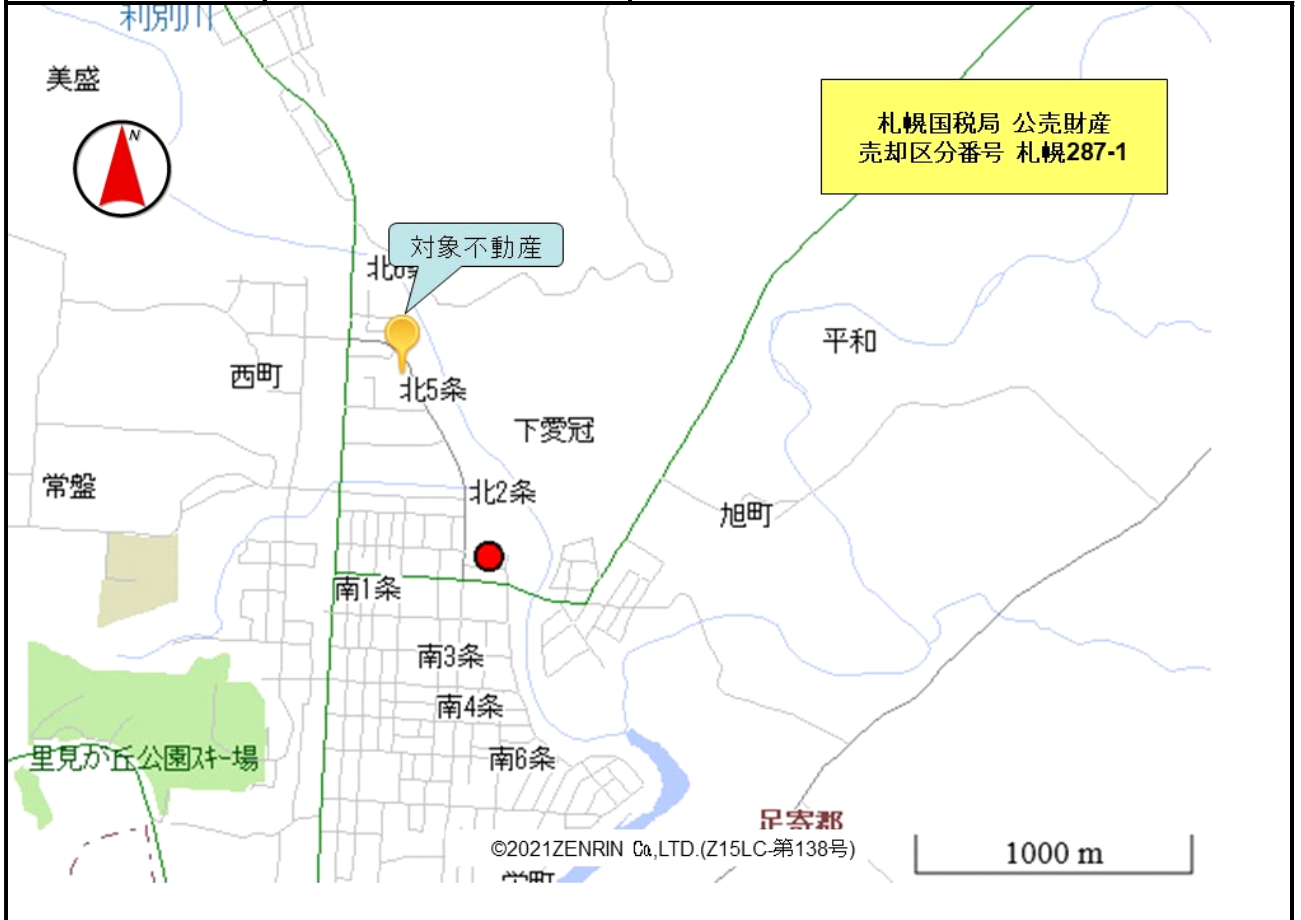 利別川
美盛
N
札幌国税局 公売財産
売却区分番号 札幌287-1
対象不動産
平和
西町
北5条
下愛冠
常盤
北2条
旭町
南1条
南3条
南4条
里見が丘公園スキー場
南6条
足寄郡
©2021ZENRIN Co,LTD.(Z15LC-第138号)
1000 m
栄町